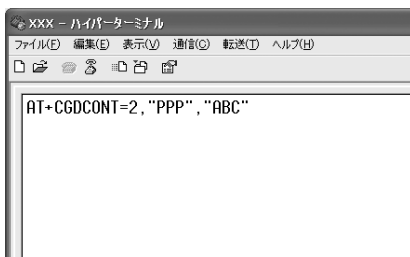 XXX - ハイパーターミナル
ファイル(F) 編集(E) 表示(V) 通信(C) 転送(T) ヘルプ(H)
AT+CGDCONT=2,"PPP","ABC"